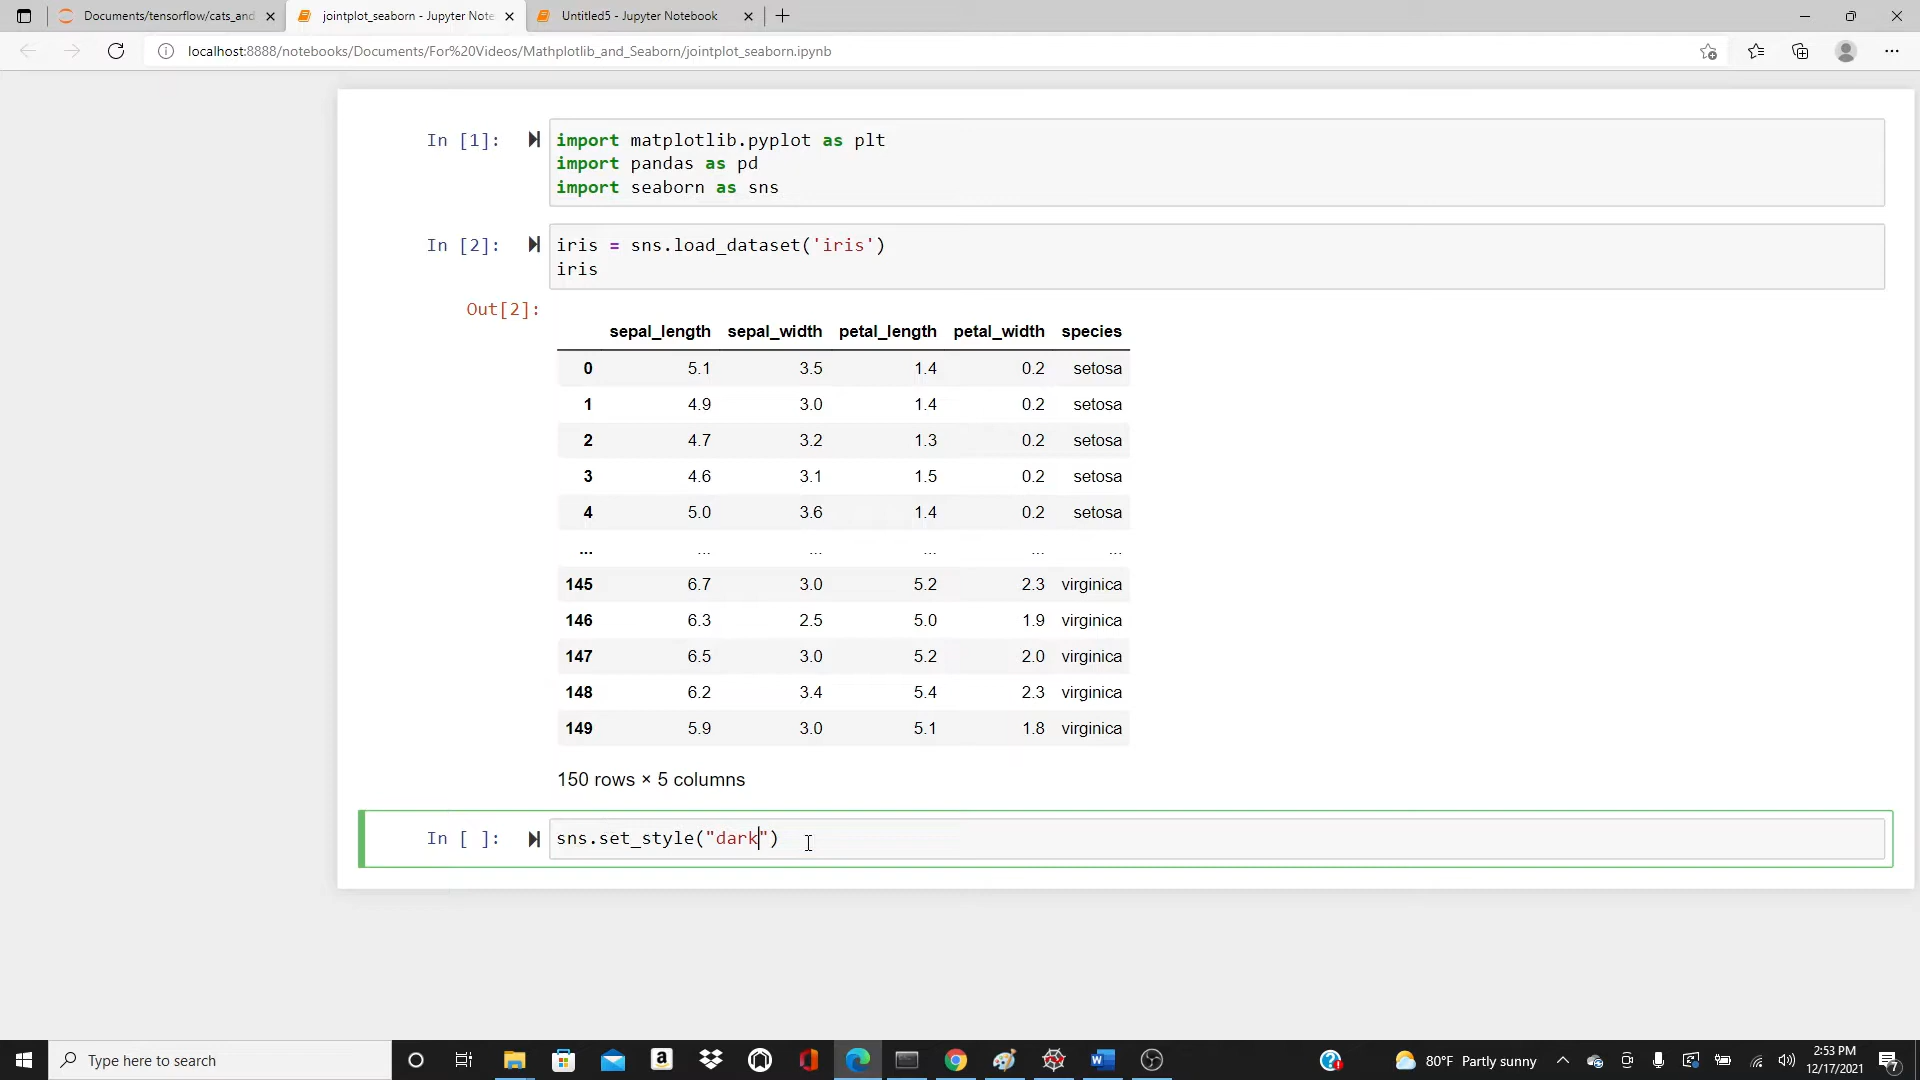 Documents/tensorflow/cats_and
jointplot_seaborn - Jupyter Note
Untitled5 - Jupyter Notebook
localhost:8888/notebooks/Documents/For%20Videos/Mathplotlib_and_Seaborn/jointplot_seaborn.ipynb
In [1]: import matplotlib.pyplot as plt
import pandas as pd
import seaborn as sns
In [2]: iris = sns.load_dataset('iris')
iris
Out[2]:
sepal_length sepal_width petal_length petal_width species
0 5.1 3.5 1.4 0.2 setosa
1 4.9 3.0 1.4 0.2 setosa
2 4.7 3.2 1.3 0.2 setosa
3 4.6 3.1 1.5 0.2 setosa
4 5.0 3.6 1.4 0.2 setosa
... ... ... ... ... ...
145 6.7 3.0 5.2 2.3 virginica
146 6.3 2.5 5.0 1.9 virginica
147 6.5 3.0 5.2 2.0 virginica
148 6.2 3.4 5.4 2.3 virginica
149 5.9 3.0 5.1 1.8 virginica
150 rows × 5 columns
In [ ]: sns.set_style("dark")
Type here to search
80°F Partly sunny
2:53 PM
12/17/2021
7